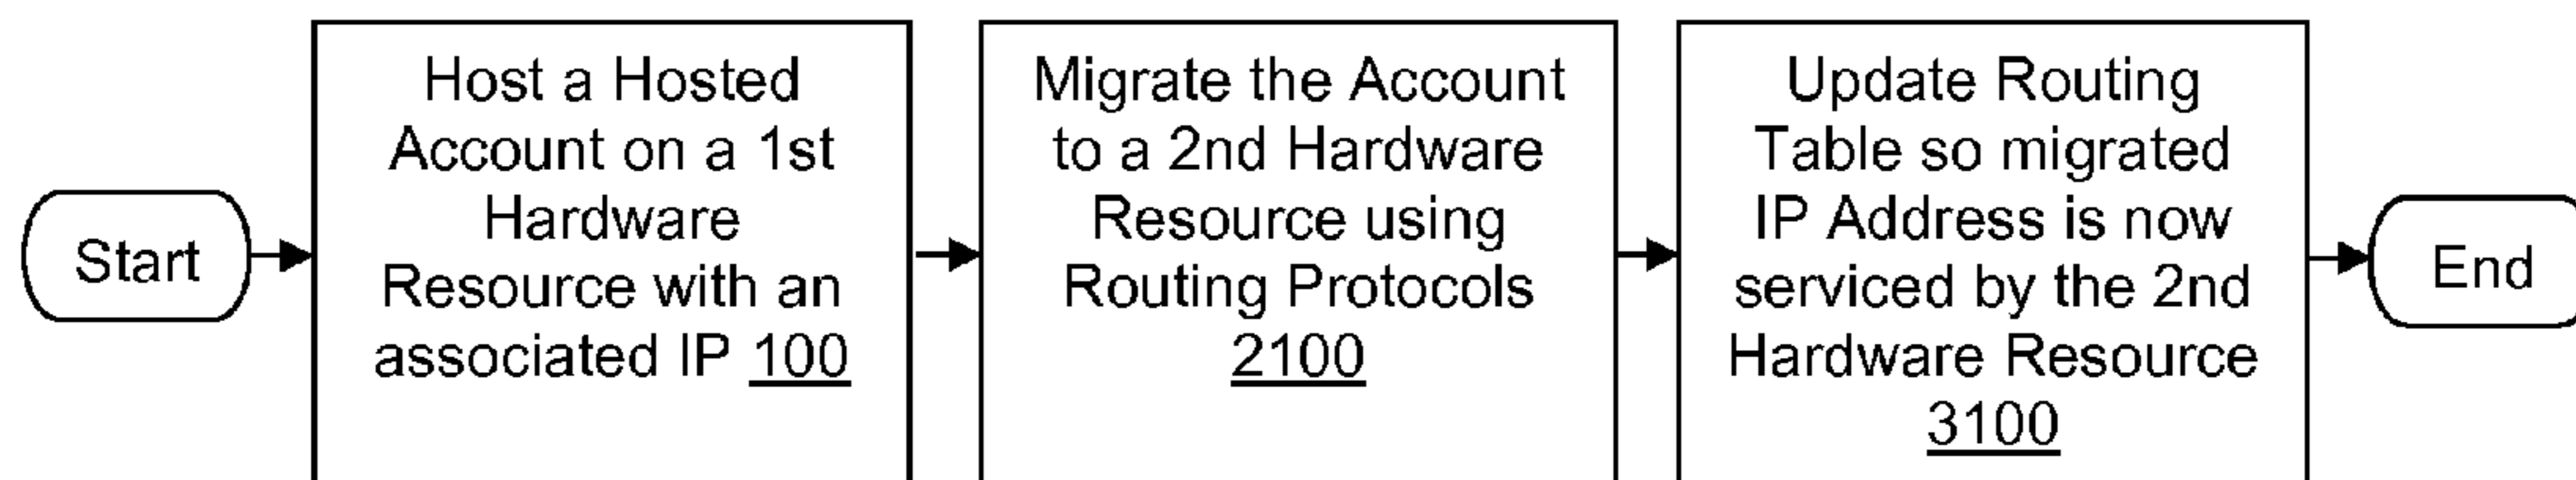 Start
Host a Hosted
Account on a 1st
Hardware
Resource with an
associated IP 100
Migrate the Account
to a 2nd Hardware
Resource using
Routing Protocols
2100
Update Routing
Table so migrated
IP Address is now
serviced by the 2nd
Hardware Resource
3100
End